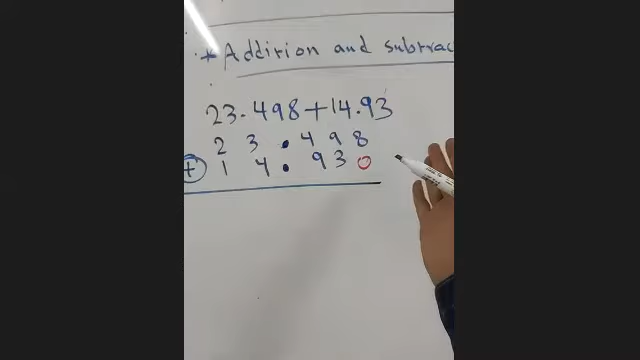 * Addition and subtrac
23.498+14.93
2 3 . 4 9 8
+ 1 4 . 9 3 0